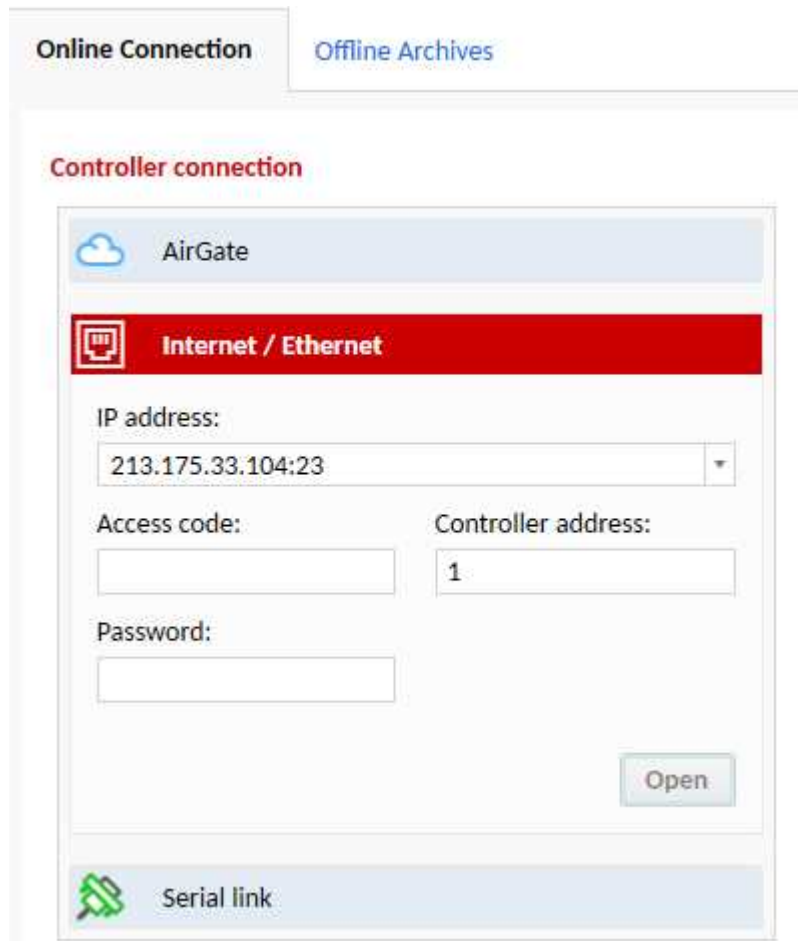 Online Connection Offline Archives
Controller connection
AirGate
Internet / Ethernet
IP address:
213.175.33.104:23
Access code: Controller address:
1
Password:
Open
Serial link